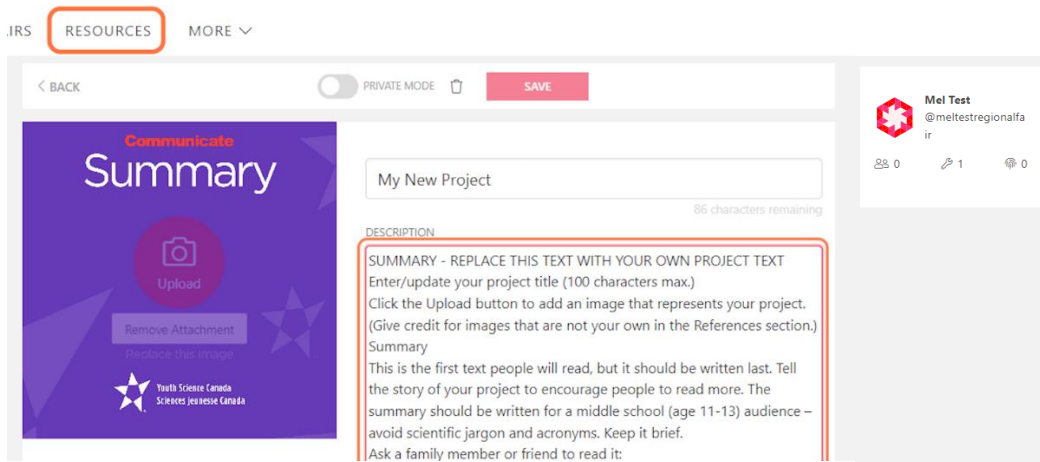 .IRS RESOURCES MORE
< BACK
PRIVATE MODE
SAVE
Communicate
Summary
Upload
Remove Attachment
Replace this image
Youth Science Canada
Sciences jeunesse Canada
My New Project
86 characters remaining
DESCRIPTION
SUMMARY - REPLACE THIS TEXT WITH YOUR OWN PROJECT TEXT
Enter/update your project title (100 characters max.)
Click the Upload button to add an image that represents your project.
(Give credit for images that are not your own in the References section.)
Summary
This is the first text people will read, but it should be written last. Tell
the story of your project to encourage people to read more. The
summary should be written for a middle school (age 11-13) audience –
avoid scientific jargon and acronyms. Keep it brief.
Ask a family member or friend to read it:
Mel Test
@meltestregionalfa
ir
0 1 0